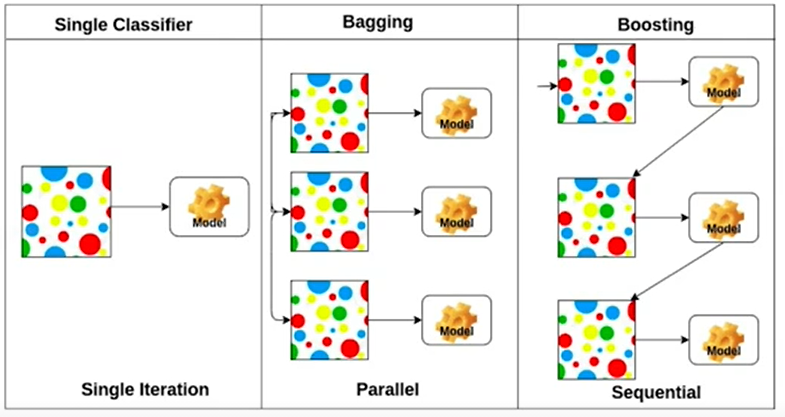 Single Classifier
Model
Single Iteration
Bagging
Model
Model
Model
Parallel
Boosting
Model
Model
Model
Sequential